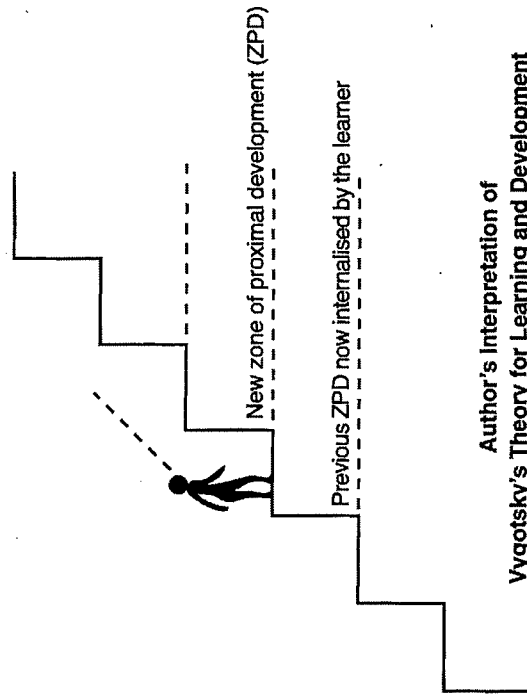 New zone of proximal development (ZPD)
Previous ZPD now internalised by the learner
Author's Interpretation of
Vygotsky's Theory for Learning and Development